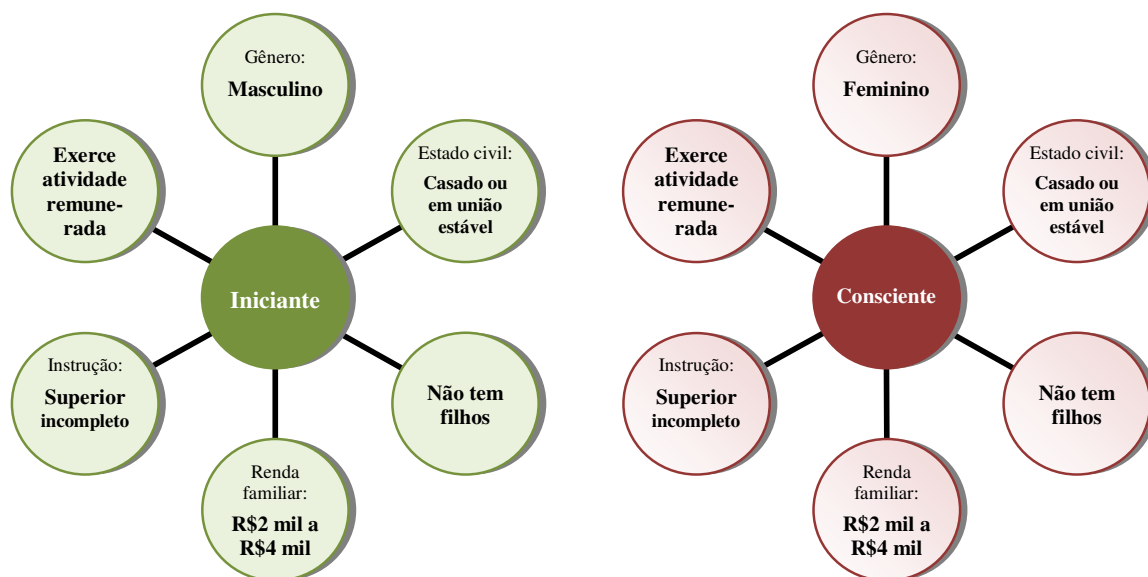 Gênero:
Masculino
Estado civil:
Casado ou
em união
estável
Não tem
filhos
Renda
familiar:
R$2 mil a
R$4 mil
Instrução:
Superior
incompleto
Exerce
atividade
remune-
rada
Iniciante
Gênero:
Feminino
Estado civil:
Casado ou
em união
estável
Não tem
filhos
Renda
familiar:
R$2 mil a
R$4 mil
Instrução:
Superior
incompleto
Exerce
atividade
remune-
rada
Consciente